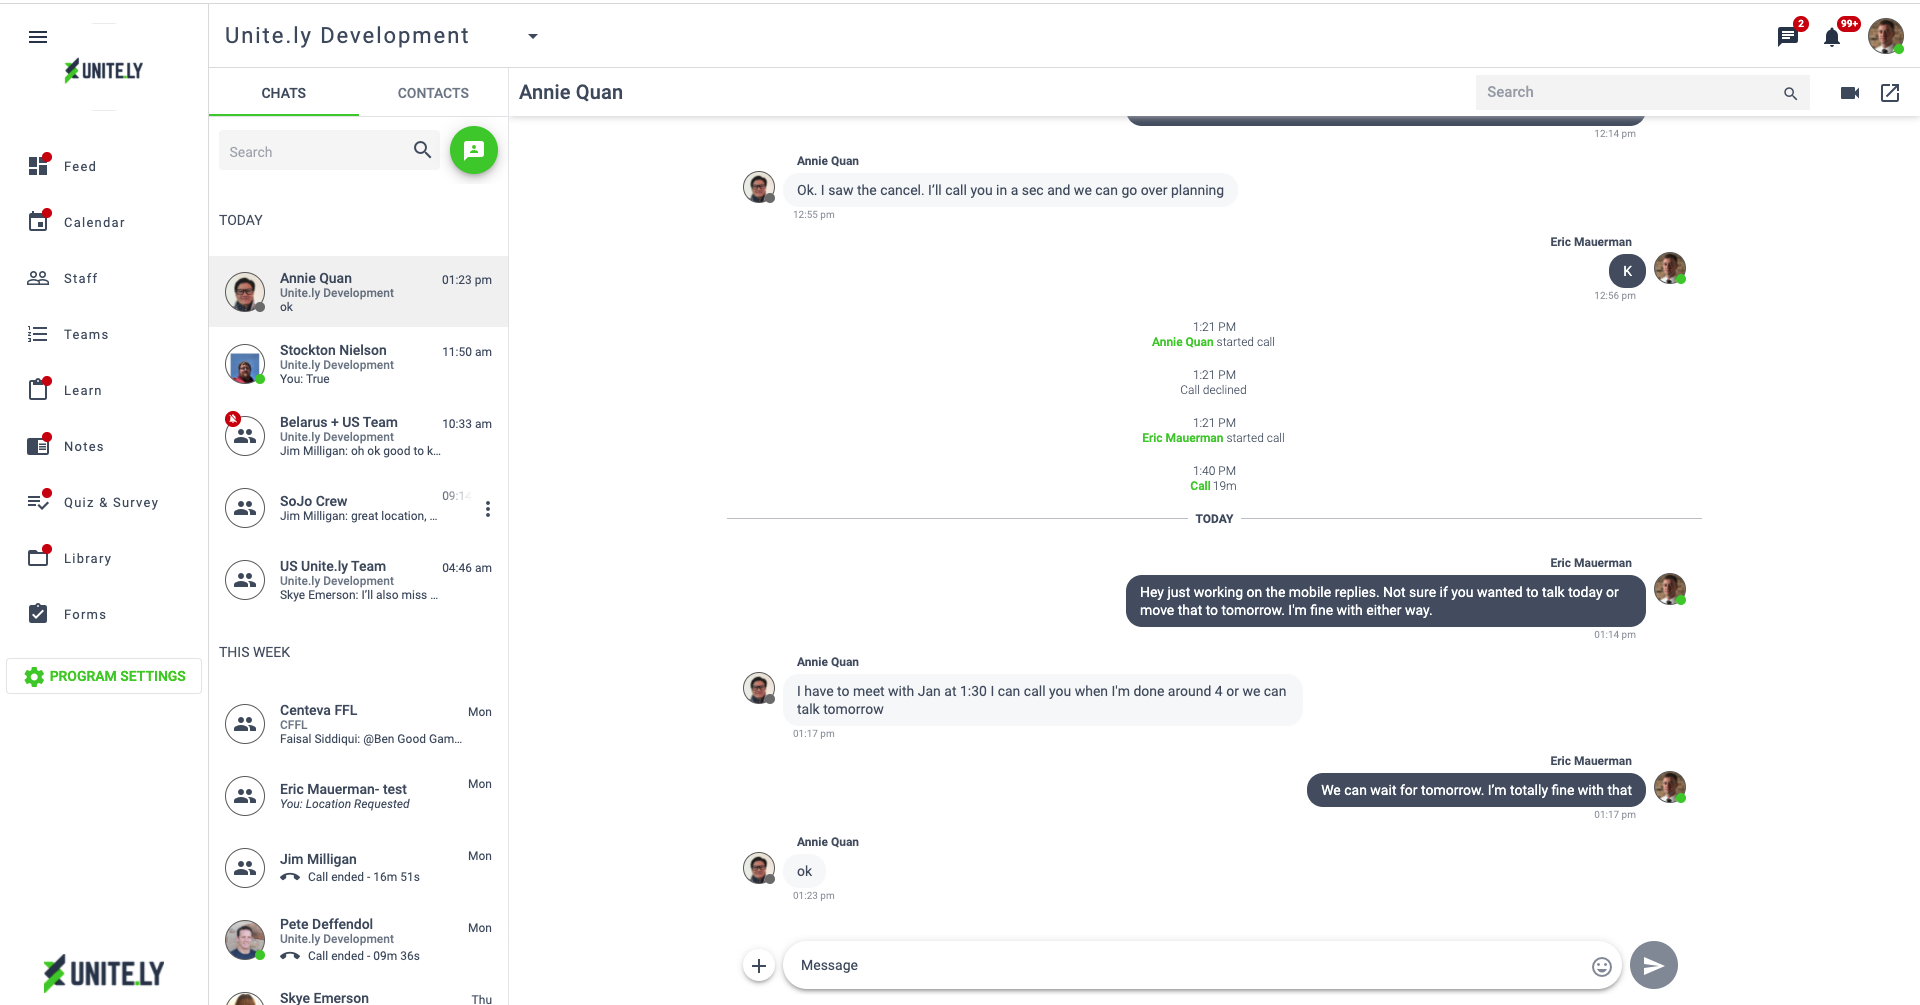 UNITE.LY
Feed
Calendar
Staff
Teams
Learn
Notes
Quiz & Survey
Library
Forms
PROGRAM SETTINGS
UNITE.LY
Unite.ly Development
2
99+
CHATS
CONTACTS
Search
TODAY
Annie Quan
01:23 pm
Unite.ly Development
ok
Stockton Nielson
11:50 am
Unite.ly Development
You: True
Belarus + US Team
10:33 am
Unite.ly Development
Jim Milligan: oh ok good to k...
SoJo Crew
09:14
Jim Milligan: great location, ...
US Unite.ly Team
04:46 am
Unite.ly Development
Skye Emerson: I'll also miss ...
THIS WEEK
Centeva FFL
Mon
CFFL
Faisal Siddiqui: @Ben Good Gam...
Eric Mauerman- test
Mon
You: Location Requested
Jim Milligan
Mon
Call ended - 16m 51s
Pete Deffendol
Mon
Unite.ly Development
Call ended - 09m 36s
Skye Emerson
Thu
Annie Quan
Search
12:14 pm
Annie Quan
Ok. I saw the cancel. I'll call you in a sec and we can go over planning
12:55 pm
Eric Mauerman
K
12:56 pm
1:21 PM
Annie Quan started call
1:21 PM
Call declined
1:21 PM
Eric Mauerman started call
1:40 PM
Call 19m
TODAY
Eric Mauerman
Hey just working on the mobile replies. Not sure if you wanted to talk today or
move that to tomorrow. I'm fine with either way.
01:14 pm
Annie Quan
I have to meet with Jan at 1:30 I can call you when I'm done around 4 or we can
talk tomorrow
01:17 pm
Eric Mauerman
We can wait for tomorrow. I'm totally fine with that
01:17 pm
Annie Quan
ok
01:23 pm
Message